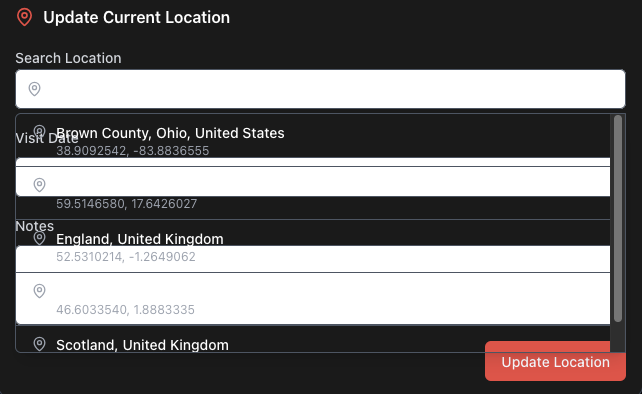 Update Current Location
Search Location
Brown County, Ohio, United States
Visit Date
38.9092542, -83.8836555
59.5146580, 17.6426027
Notes
England, United Kingdom
52.5310214, -1.2649062
46.6033540, 1.8883335
Scotland, United Kingdom
Update Location